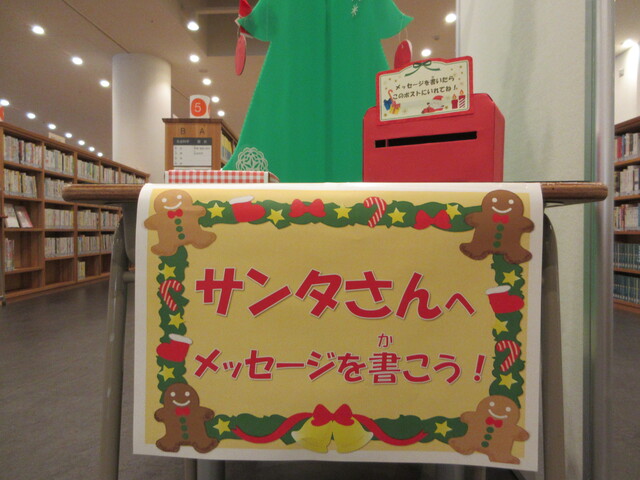 メッセージを書いたら
このポストにいれてね!
5
B A
サンタさんへ
メッセージを書こう!